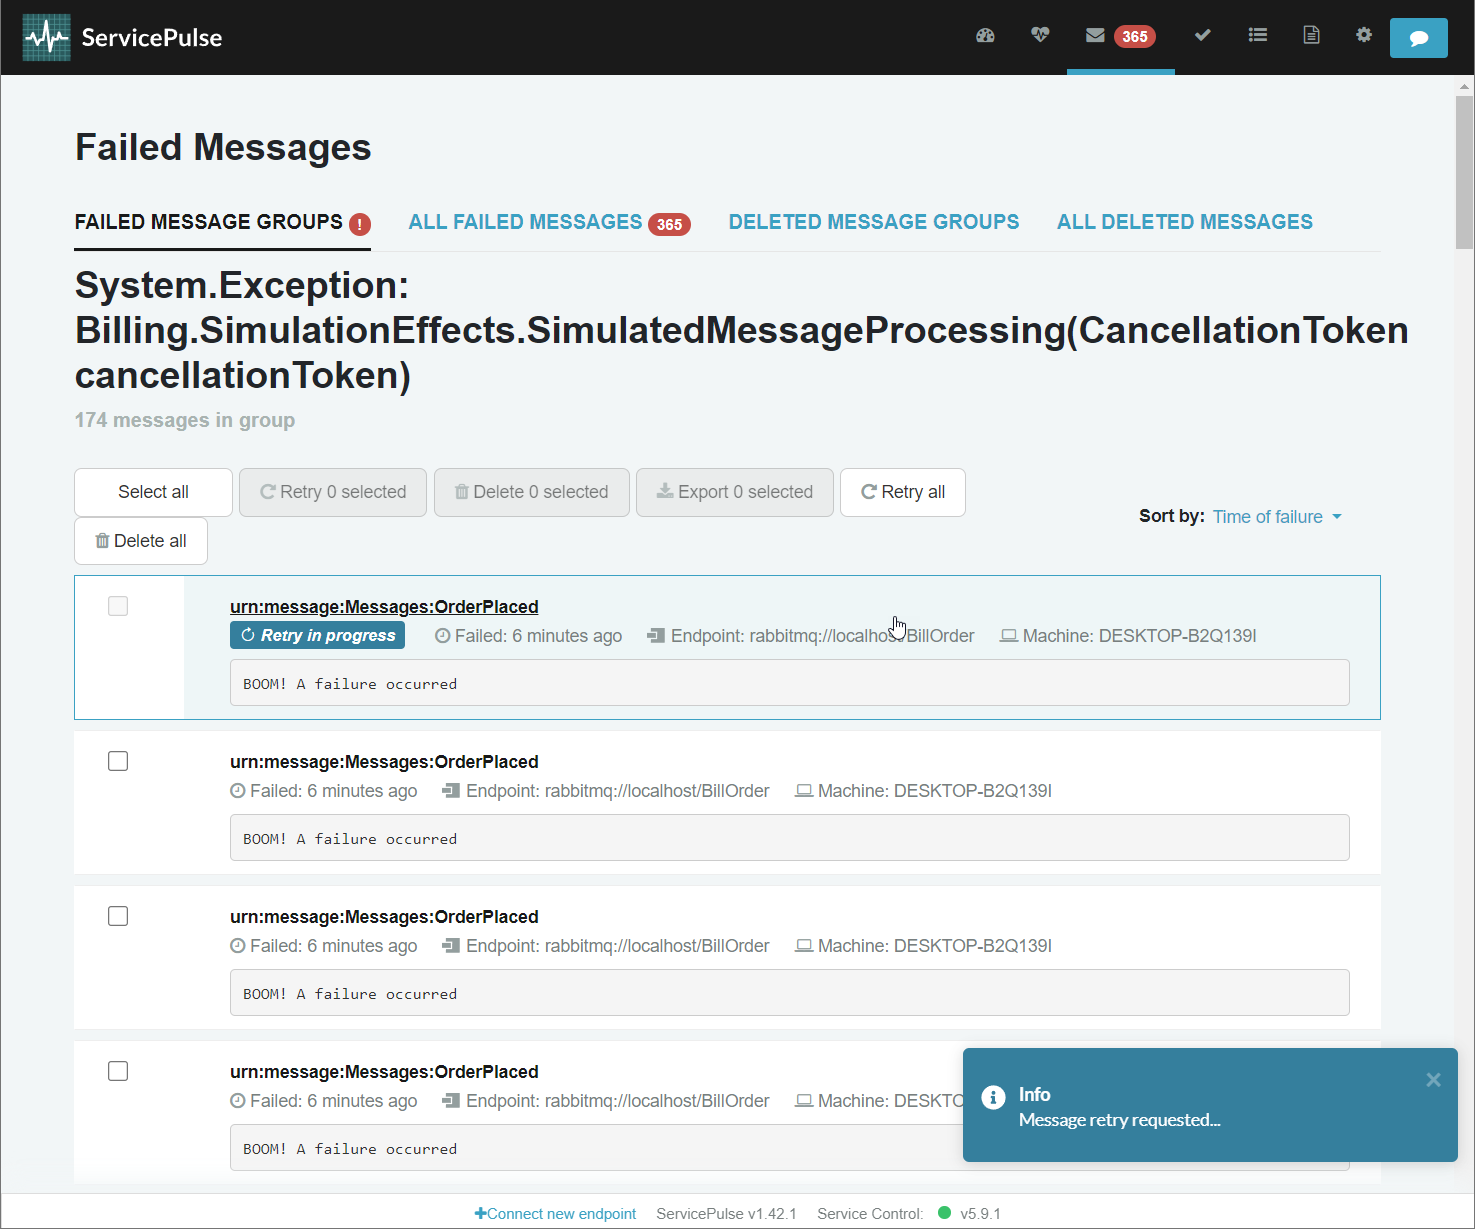 ServicePulse
365
Failed Messages
FAILED MESSAGE GROUPS !
ALL FAILED MESSAGES 365
DELETED MESSAGE GROUPS
ALL DELETED MESSAGES
System.Exception:
Billing.SimulationEffects.SimulatedMessageProcessing(CancellationToken
cancellationToken)
174 messages in group
Select all
Retry 0 selected
Delete 0 selected
Export 0 selected
Retry all
Delete all
Sort by: Time of failure
urn:message:Messages:OrderPlaced
Retry in progress Failed: 6 minutes ago Endpoint: rabbitmq://localhost/BillOrder Machine: DESKTOP-B2Q139I
BOOM! A failure occurred
urn:message:Messages:OrderPlaced
Failed: 6 minutes ago Endpoint: rabbitmq://localhost/BillOrder Machine: DESKTOP-B2Q139I
BOOM! A failure occurred
urn:message:Messages:OrderPlaced
Failed: 6 minutes ago Endpoint: rabbitmq://localhost/BillOrder Machine: DESKTOP-B2Q139I
BOOM! A failure occurred
urn:message:Messages:OrderPlaced
Failed: 6 minutes ago Endpoint: rabbitmq://localhost/BillOrder Machine: DESKTO
BOOM! A failure occurred
Info
Message retry requested...
Connect new endpoint ServicePulse v1.42.1 Service Control: v5.9.1